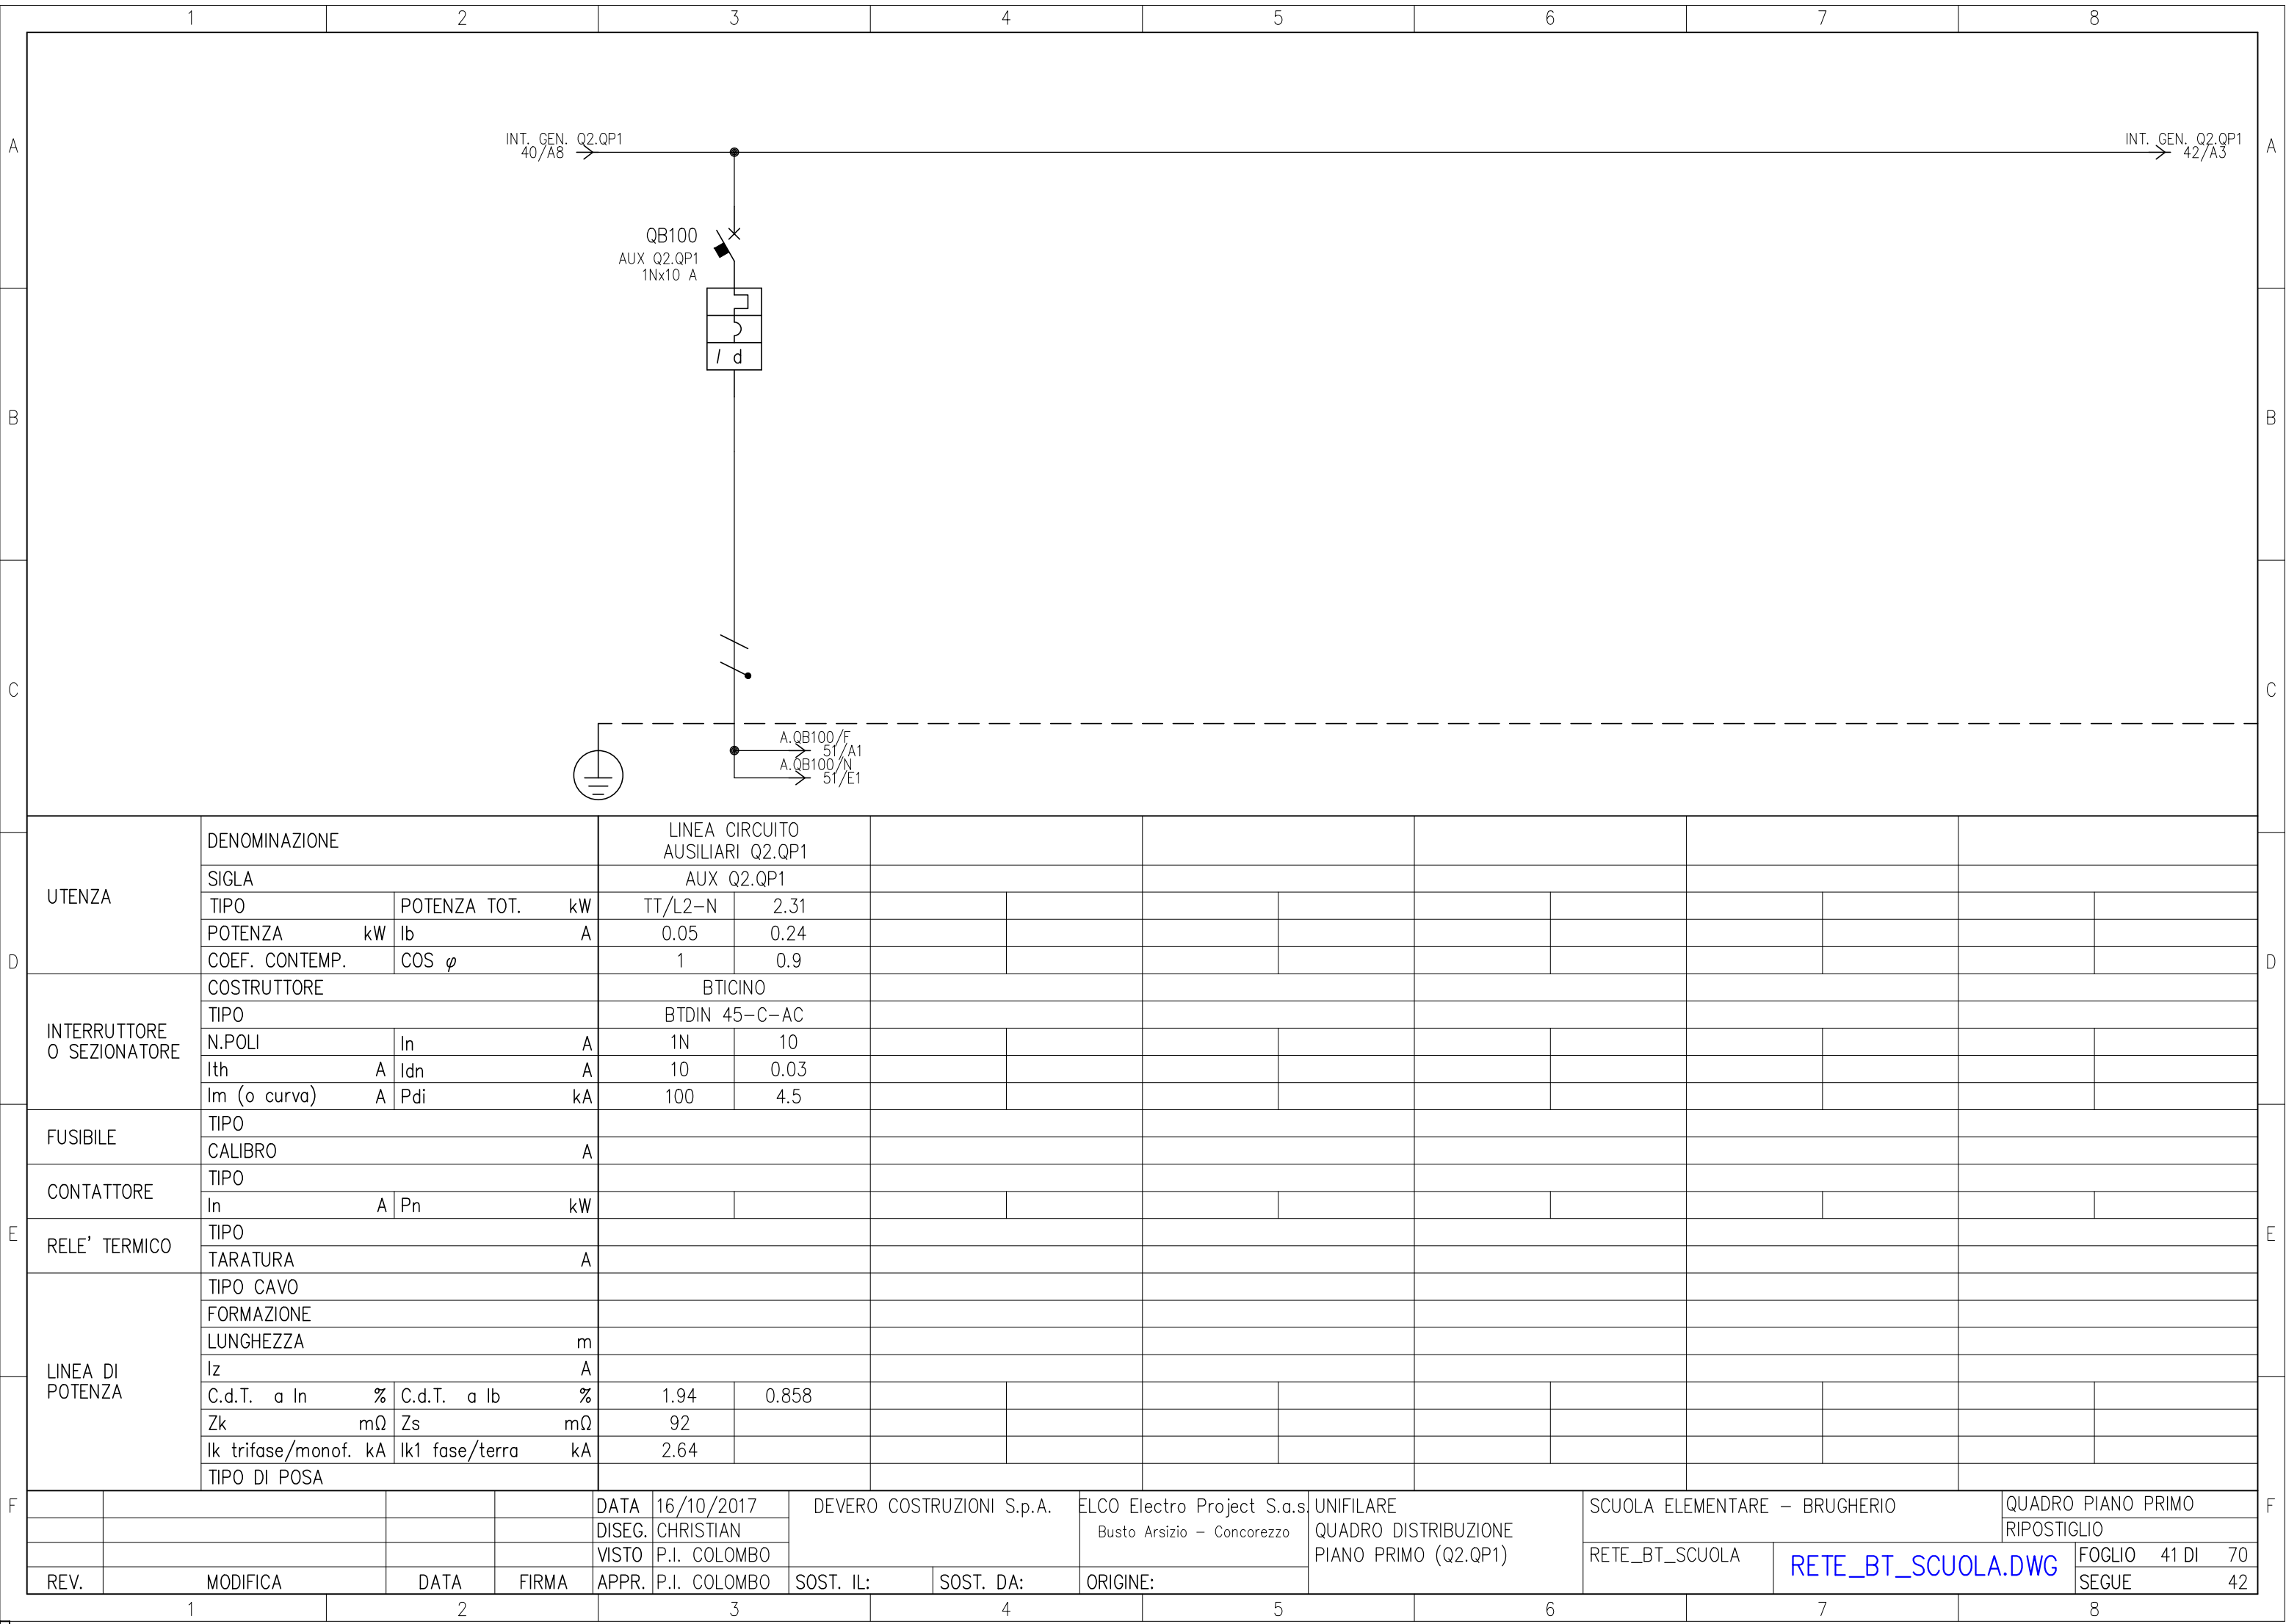 1 2 3 4 5 6 7 8
A INT. GEN. Q2.QP1 INT. GEN. Q2.QP1 A
40/A8 42/A3
QB100
AUX Q2.QP1
1Nx10 A
I d
B B
C C
A.QB100/F
51/A1
A.QB100/N
51/E1
UTENZA
DENOMINAZIONE LINEA CIRCUITO
AUSILIARI Q2.QP1
SIGLA AUX Q2.QP1
TIPO POTENZA TOT. kW TT/L2-N 2.31
POTENZA kW Ib A 0.05 0.24
D COEF. CONTEMP. COS φ 1 0.9 D
INTERRUTTORE
O SEZIONATORE
COSTRUTTORE BTICINO
TIPO BTDIN 45-C-AC
N.POLI In A 1N 10
Ith A Idn A 10 0.03
Im (o curva) A Pdi kA 100 4.5
FUSIBILE
TIPO
CALIBRO A
CONTATTORE
TIPO
In A Pn kW
E E
RELE' TERMICO
TIPO
TARATURA A
LINEA DI
POTENZA
TIPO CAVO
FORMAZIONE
LUNGHEZZA m
Iz A
C.d.T. a In % C.d.T. a Ib % 1.94 0.858
Zk mΩ Zs mΩ 92
Ik trifase/monof. kA Ik1 fase/terra kA 2.64
TIPO DI POSA
F F
DATA 16/10/2017
DISEG. CHRISTIAN
VISTO P.I. COLOMBO
REV. MODIFICA DATA FIRMA APPR. P.I. COLOMBO
DEVERO COSTRUZIONI S.p.A.
SOST. IL: SOST. DA: ORIGINE:
ELCO Electro Project S.a.s.
Busto Arsizio - Concorezzo
UNIFILARE
QUADRO DISTRIBUZIONE
PIANO PRIMO (Q2.QP1)
SCUOLA ELEMENTARE - BRUGHERIO
RETE_BT_SCUOLA
RETE_BT_SCUOLA.DWG
QUADRO PIANO PRIMO
RIPOSTIGLIO
FOGLIO 41 DI 70
SEGUE 42
1 2 3 4 5 6 7 8